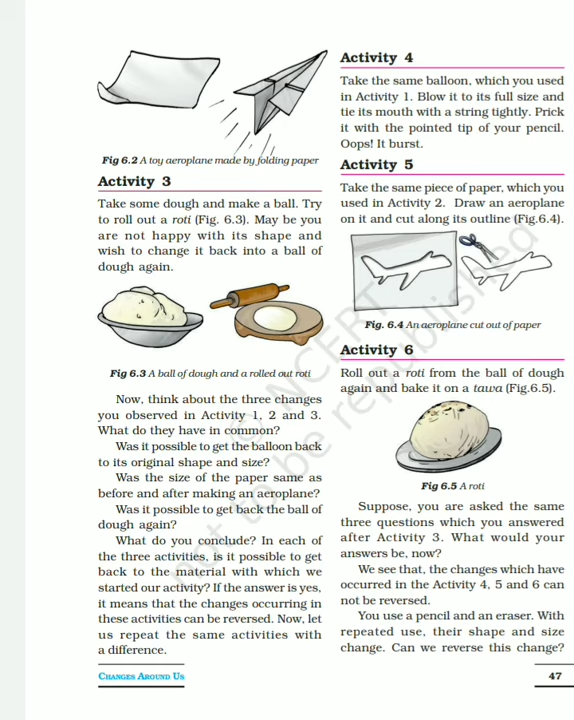 Fig 6.2 A toy aeroplane made by folding paper
Activity 3
Take some dough and make a ball. Try
to roll out a roti (Fig. 6.3). May be you
are not happy with its shape and
wish to change it back into a ball of
dough again.
Fig 6.3 A ball of dough and a rolled out roti
Now, think about the three changes
you observed in Activity 1, 2 and 3.
What do they have in common?
Was it possible to get the balloon back
to its original shape and size?
Was the size of the paper same as
before and after making an aeroplane?
Was it possible to get back the ball of
dough again?
What do you conclude? In each of
the three activities, is it possible to get
back to the material with which we
started our activity? If the answer is yes,
it means that the changes occurring in
these activities can be reversed. Now, let
us repeat the same activities with
a difference.
Activity 4
Take the same balloon, which you used
in Activity 1. Blow it to its full size and
tie its mouth with a string tightly. Prick
it with the pointed tip of your pencil.
Oops! It burst.
Activity 5
Take the same piece of paper, which you
used in Activity 2. Draw an aeroplane
on it and cut along its outline (Fig.6.4).
Fig. 6.4 An aeroplane cut out of paper
Activity 6
Roll out a roti from the ball of dough
again and bake it on a tawa (Fig.6.5).
Fig 6.5 A roti
Suppose, you are asked the same
three questions which you answered
after Activity 3. What would your
answers be, now?
We see that, the changes which have
occurred in the Activity 4, 5 and 6 can
not be reversed.
You use a pencil and an eraser. With
repeated use, their shape and size
change. Can we reverse this change?
CHANGES AROUND US
47
© NCERT
not to be republished